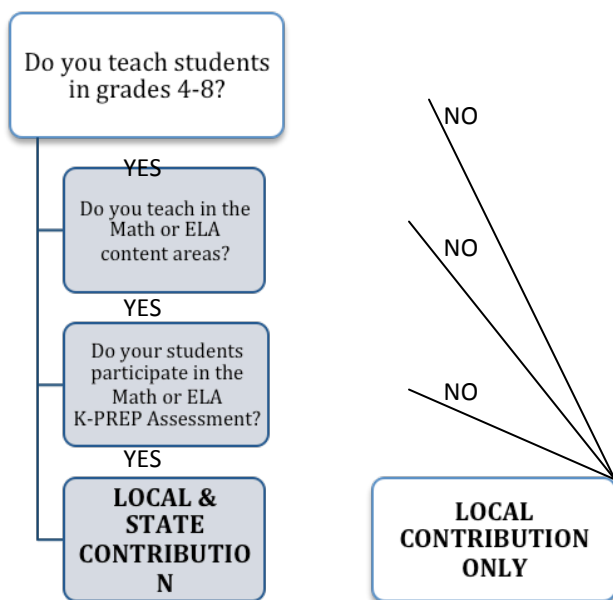 Do you teach students
in grades 4-8?
NO
YES
Do you teach in the
Math or ELA
content areas?
NO
YES
Do your students
participate in the
Math or ELA
K-PREP Assessment?
NO
YES
LOCAL &
STATE
CONTRIBUTIO
N
LOCAL
CONTRIBUTION
ONLY